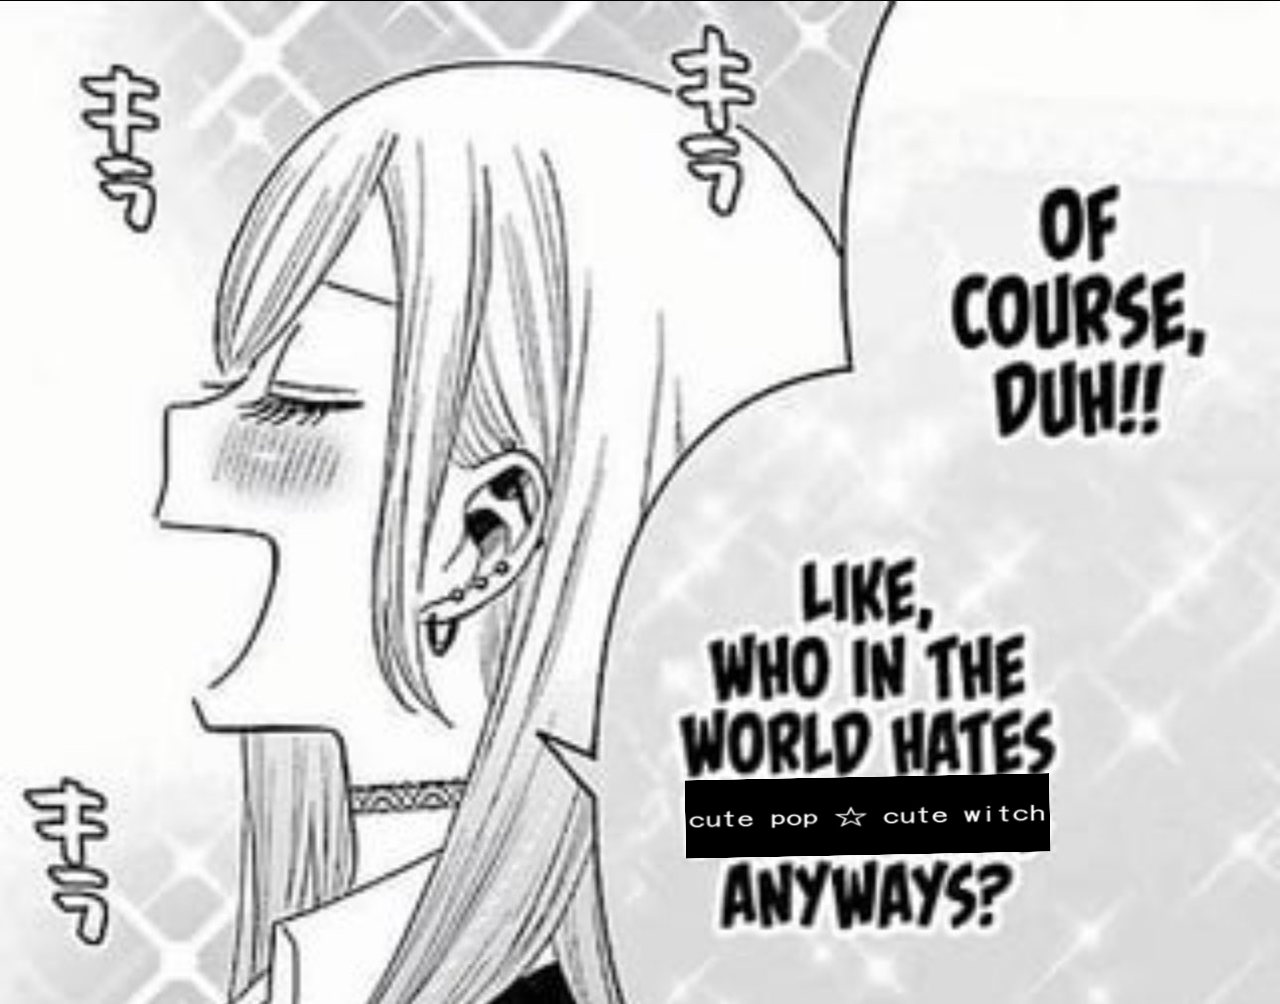 キラ
キラ
OF
COURSE,
DUH!!
LIKE,
WHO IN THE
WORLD HATES
cute pop ☆ cute witch
ANYWAYS?
キラ